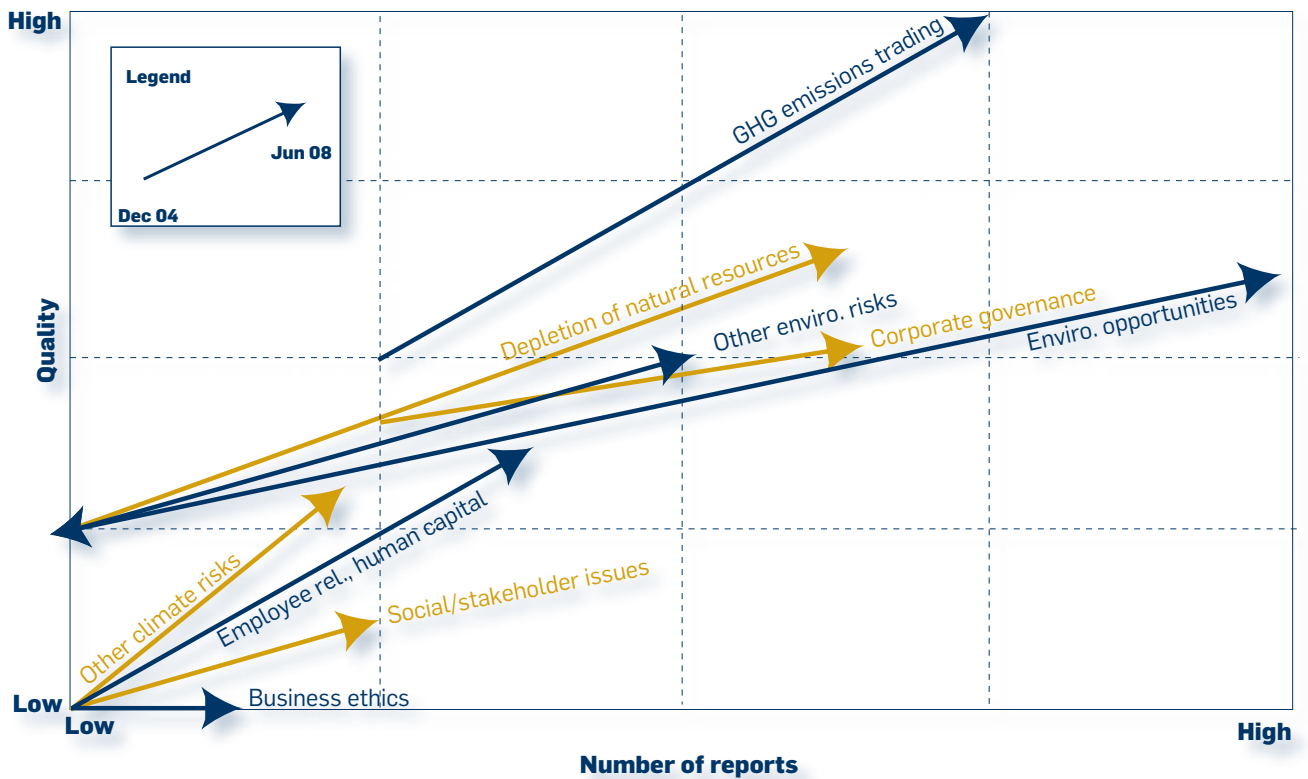 High
Legend
Jun 08
Dec 04
GHG emissions trading
Depletion of natural resources
Other enviro. risks
Corporate governance
Enviro. opportunities
Quality
Other climate risks
Employee rel., human capital
Social/stakeholder issues
Business ethics
Low
Low
High
Number of reports